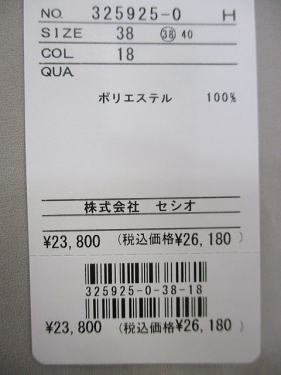 NO. 325925-0 H
SIZE 38 ㊳ 40
COL. 18
QUA.
ポリエステル 100%
株式会社 セシオ
¥23,800 (税込価格¥26,180 )
325925-0-38-18
¥23,800 (税込価格¥26,180 )